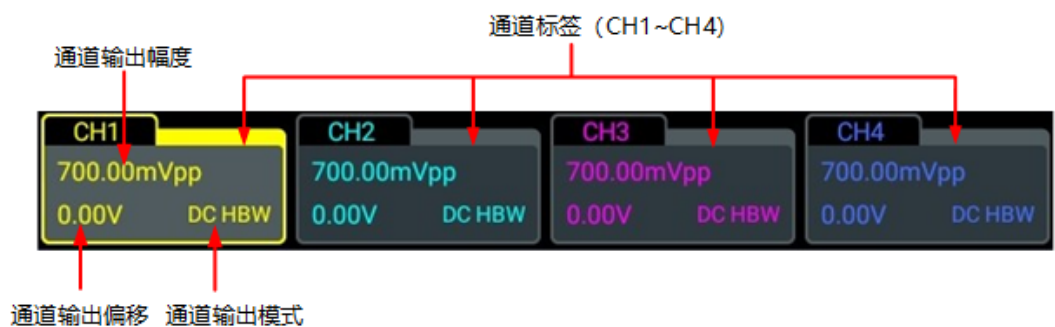 通道标签（CH1~CH4）
通道输出幅度
CH1 CH2 CH3 CH4
700.00mVpp 700.00mVpp 700.00mVpp 700.00mVpp
0.00V DC HBW 0.00V DC HBW 0.00V DC HBW 0.00V DC HBW
通道输出偏移 通道输出模式